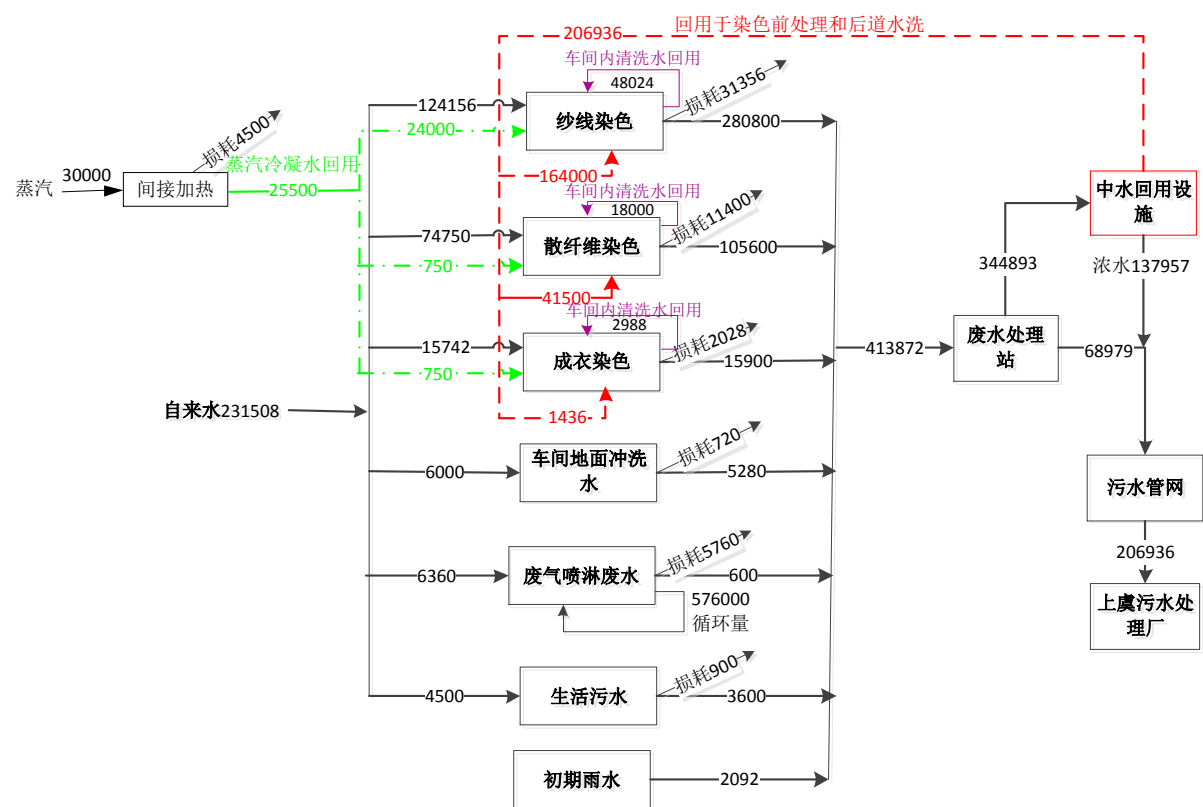 206936
回用于染色前处理和后道水洗
车间内清洗水回用
48024
损耗31356
124156
纱线染色
280800
24000
损耗4500
蒸汽冷凝水回用
164000
蒸汽
30000
间接加热
25500
中水回用设
施
车间内清洗水回用
18000
损耗11400
74750
散纤维染色
105600
750
344893
浓水137957
41500
车间内清洗水回用
2988
损耗2028
15742
成衣染色
15900
413872
废水处理
站
68979
750
自来水231508
1436
损耗720
6000
车间地面冲洗
水
5280
污水管网
损耗5760
206936
6360
废气喷淋废水
600
576000
循环量
上虞污水处
理厂
损耗900
4500
生活污水
3600
初期雨水
2092